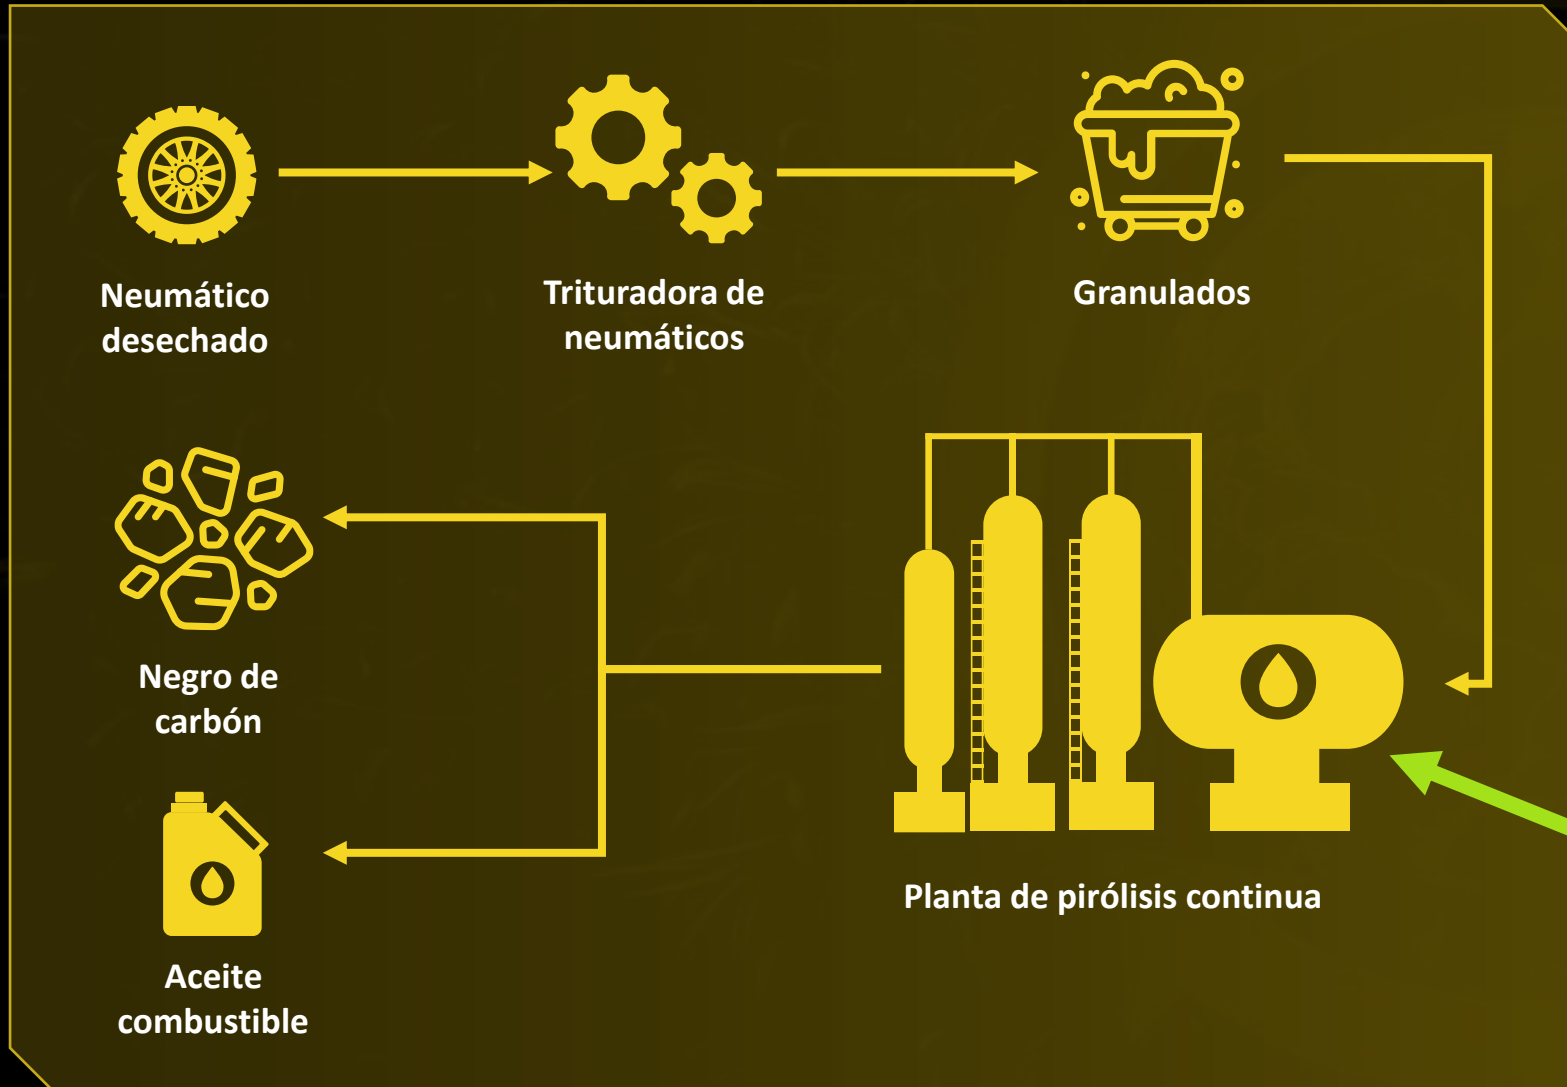 Neumático
desechado
Trituradora de
neumáticos
Granulados
Negro de
carbón
Aceite
combustible
Planta de pirólisis continua